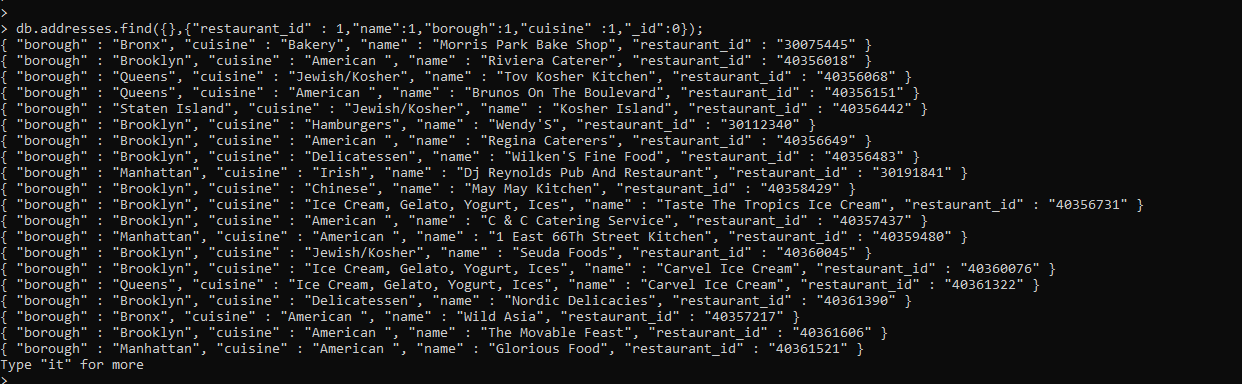 >
> db.addresses.find({},{"restaurant_id" : 1,"name":1,"borough":1,"cuisine" :1,"_id":0});
{ "borough" : "Bronx", "cuisine" : "Bakery", "name" : "Morris Park Bake Shop", "restaurant_id" : "30075445" }
{ "borough" : "Brooklyn", "cuisine" : "American ", "name" : "Riviera Caterer", "restaurant_id" : "40356018" }
{ "borough" : "Queens", "cuisine" : "Jewish/Kosher", "name" : "Tov Kosher Kitchen", "restaurant_id" : "40356068" }
{ "borough" : "Queens", "cuisine" : "American ", "name" : "Brunos On The Boulevard", "restaurant_id" : "40356151" }
{ "borough" : "Staten Island", "cuisine" : "Jewish/Kosher", "name" : "Kosher Island", "restaurant_id" : "40356442" }
{ "borough" : "Brooklyn", "cuisine" : "Hamburgers", "name" : "Wendy'S", "restaurant_id" : "30112340" }
{ "borough" : "Brooklyn", "cuisine" : "American ", "name" : "Regina Caterers", "restaurant_id" : "40356649" }
{ "borough" : "Brooklyn", "cuisine" : "Delicatessen", "name" : "Wilken'S Fine Food", "restaurant_id" : "40356483" }
{ "borough" : "Manhattan", "cuisine" : "Irish", "name" : "Dj Reynolds Pub And Restaurant", "restaurant_id" : "30191841" }
{ "borough" : "Brooklyn", "cuisine" : "Chinese", "name" : "May May Kitchen", "restaurant_id" : "40358429" }
{ "borough" : "Brooklyn", "cuisine" : "Ice Cream, Gelato, Yogurt, Ices", "name" : "Taste The Tropics Ice Cream", "restaurant_id" : "40356731" }
{ "borough" : "Brooklyn", "cuisine" : "American ", "name" : "C & C Catering Service", "restaurant_id" : "40357437" }
{ "borough" : "Manhattan", "cuisine" : "American ", "name" : "1 East 66Th Street Kitchen", "restaurant_id" : "40359480" }
{ "borough" : "Brooklyn", "cuisine" : "Jewish/Kosher", "name" : "Seuda Foods", "restaurant_id" : "40360045" }
{ "borough" : "Brooklyn", "cuisine" : "Ice Cream, Gelato, Yogurt, Ices", "name" : "Carvel Ice Cream", "restaurant_id" : "40360076" }
{ "borough" : "Queens", "cuisine" : "Ice Cream, Gelato, Yogurt, Ices", "name" : "Carvel Ice Cream", "restaurant_id" : "40361322" }
{ "borough" : "Brooklyn", "cuisine" : "Delicatessen", "name" : "Nordic Delicacies", "restaurant_id" : "40361390" }
{ "borough" : "Bronx", "cuisine" : "American ", "name" : "Wild Asia", "restaurant_id" : "40357217" }
{ "borough" : "Brooklyn", "cuisine" : "American ", "name" : "The Movable Feast", "restaurant_id" : "40361606" }
{ "borough" : "Manhattan", "cuisine" : "American ", "name" : "Glorious Food", "restaurant_id" : "40361521" }
Type "it" for more
>